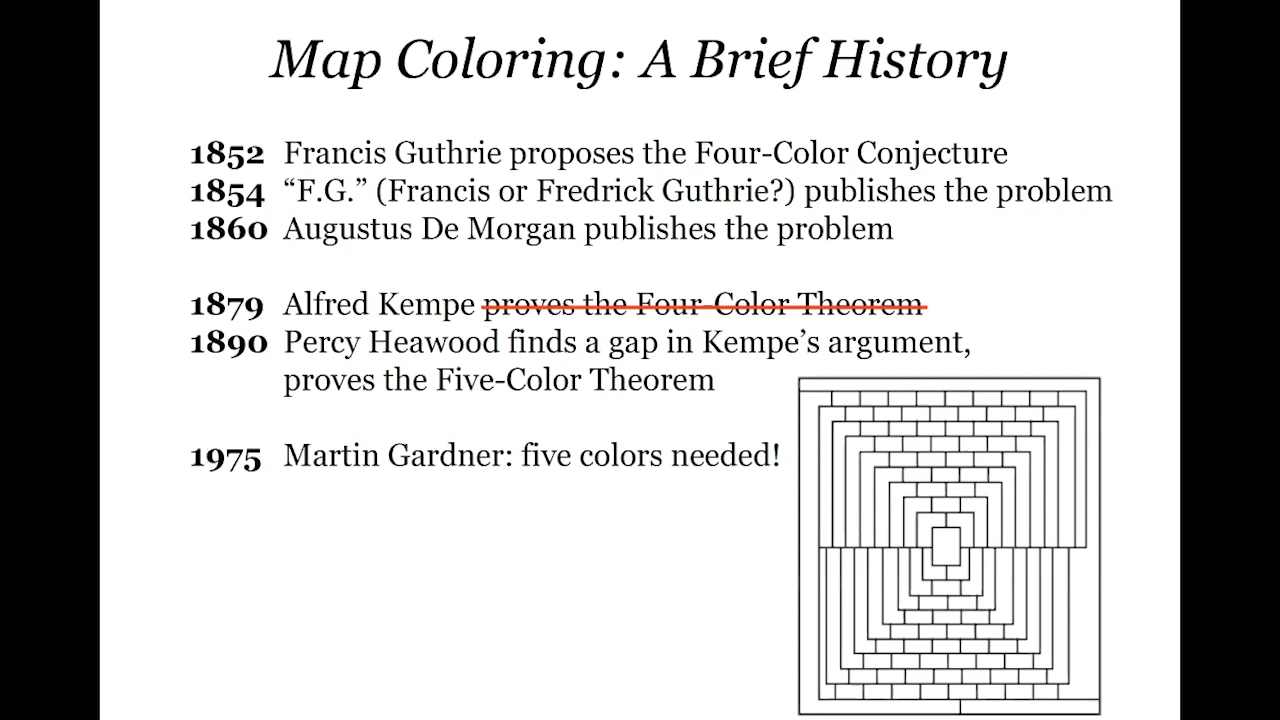 Map Coloring: A Brief History
1852 Francis Guthrie proposes the Four-Color Conjecture
1854 “F.G.” (Francis or Fredrick Guthrie?) publishes the problem
1860 Augustus De Morgan publishes the problem
1879 Alfred Kempe proves the Four-Color Theorem
1890 Percy Heawood finds a gap in Kempe’s argument,
proves the Five-Color Theorem
1975 Martin Gardner: five colors needed!